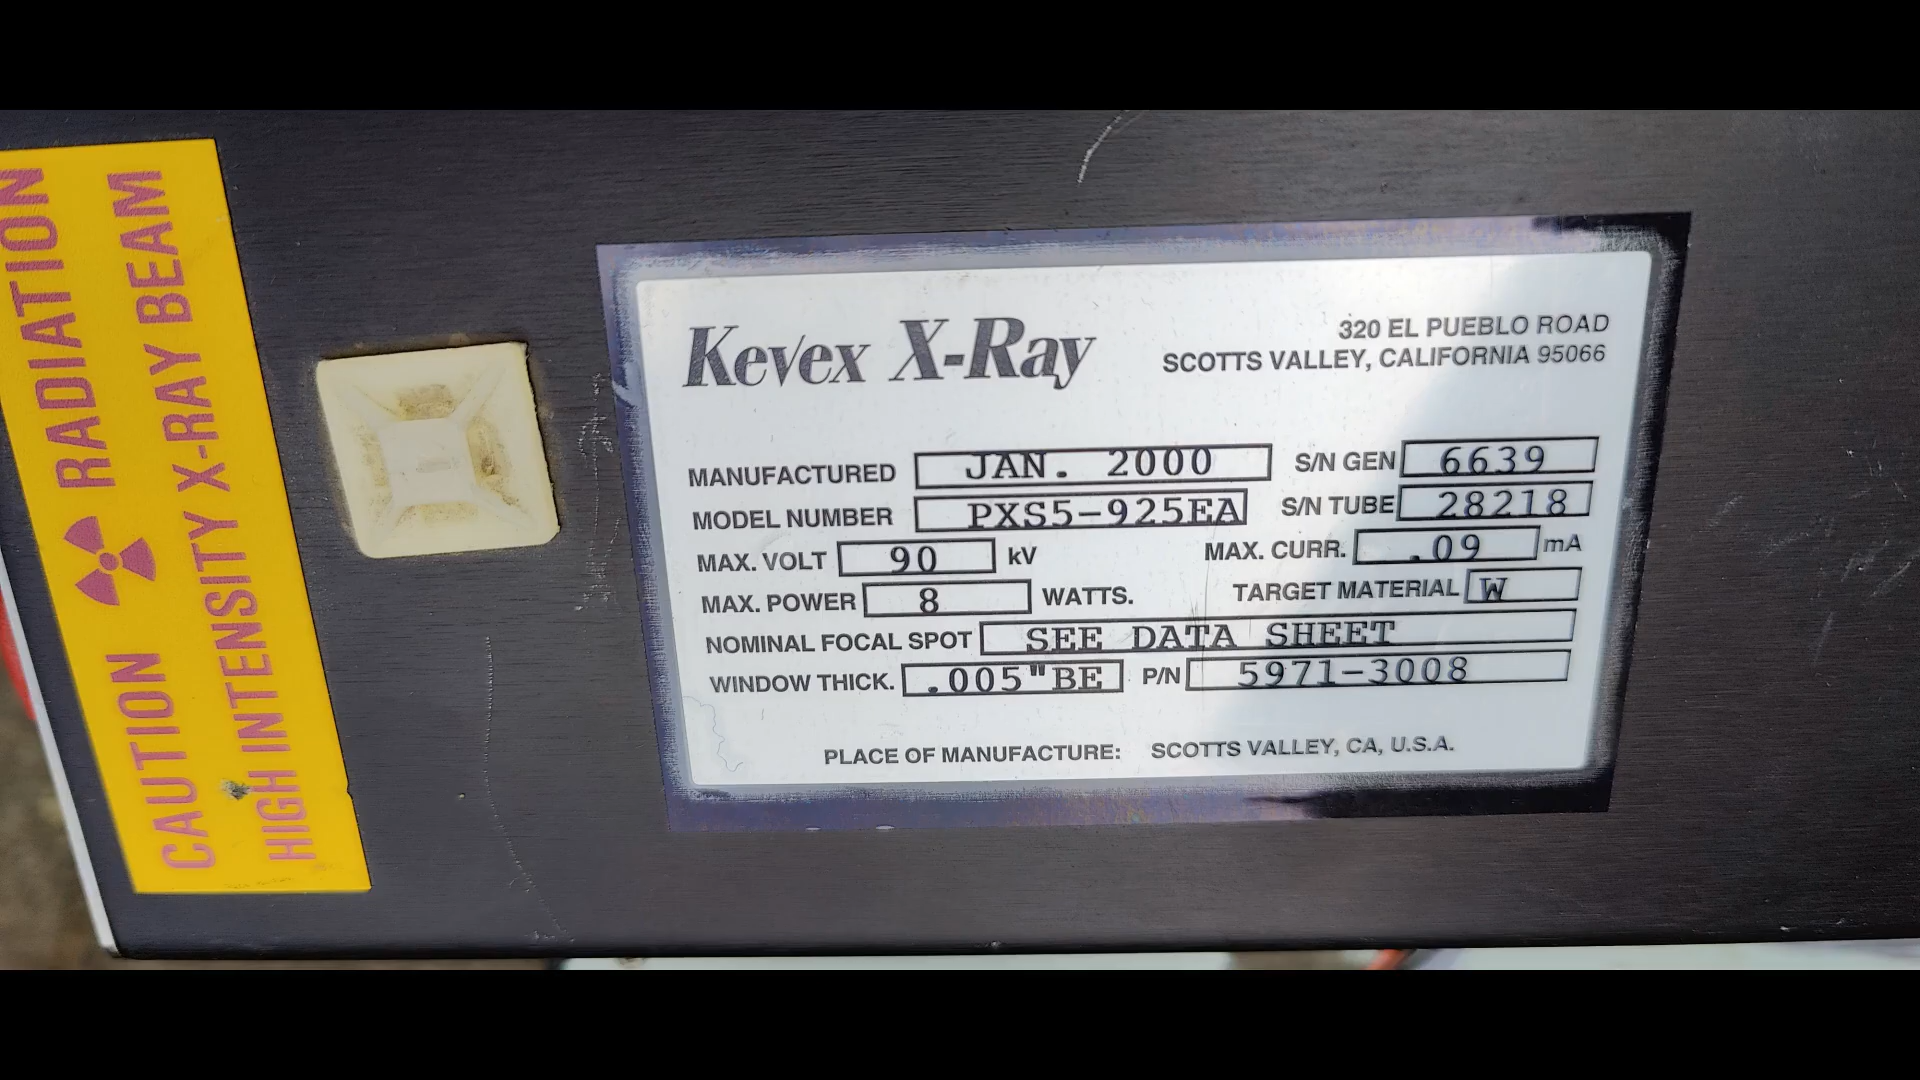 CAUTION RADIATION
HIGH INTENSITY X-RAY BEAM
Kevex X-Ray
320 EL PUEBLO ROAD
SCOTTS VALLEY, CALIFORNIA 95066
MANUFACTURED JAN. 2000 S/N GEN 6639
MODEL NUMBER PXS5-925EA S/N TUBE 28218
MAX. VOLT 90 kV MAX. CURR. .09 mA
MAX. POWER 8 WATTS. TARGET MATERIAL W
NOMINAL FOCAL SPOT SEE DATA SHEET
WINDOW THICK. .005"BE P/N 5971-3008
PLACE OF MANUFACTURE: SCOTTS VALLEY, CA, U.S.A.